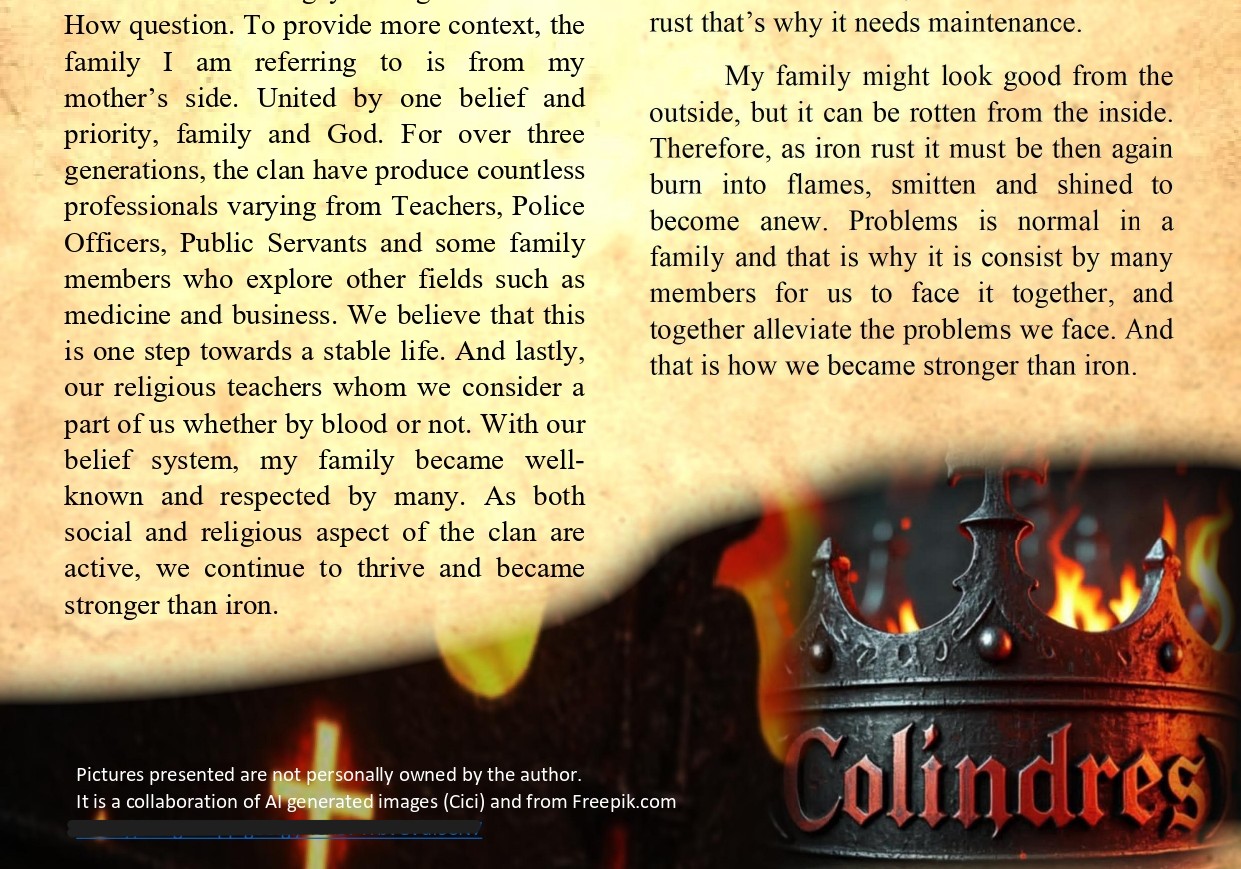 How question. To provide more context, the
family I am referring to is from my
mother’s side. United by one belief and
priority, family and God. For over three
generations, the clan have produce countless
professionals varying from Teachers, Police
Officers, Public Servants and some family
members who explore other fields such as
medicine and business. We believe that this
is one step towards a stable life. And lastly,
our religious teachers whom we consider a
part of us whether by blood or not. With our
belief system, my family became well-
known and respected by many. As both
social and religious aspect of the clan are
active, we continue to thrive and became
stronger than iron.
rust that’s why it needs maintenance.
My family might look good from the
outside, but it can be rotten from the inside.
Therefore, as iron rust it must be then again
burn into flames, smitten and shined to
become anew. Problems is normal in a
family and that is why it is consist by many
members for us to face it together, and
together alleviate the problems we face. And
that is how we became stronger than iron.
Colindres
Pictures presented are not personally owned by the author.
It is a collaboration of AI generated images (Cici) and from Freepik.com